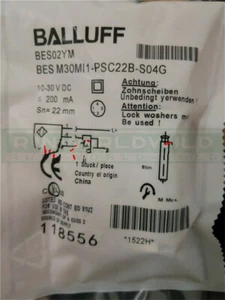 BALLUFF
BES02YM
BES M30MI1-PSC22B-S04G
10-30 V DC
≤ 200 mA
Sn= 22 mm
Achtung:
Zahnscheiben
Unbedingt verwenden!
Attention:
Lock washers must
be used!
1 Stück / piece
Country of origin
China
118556
"1522H"